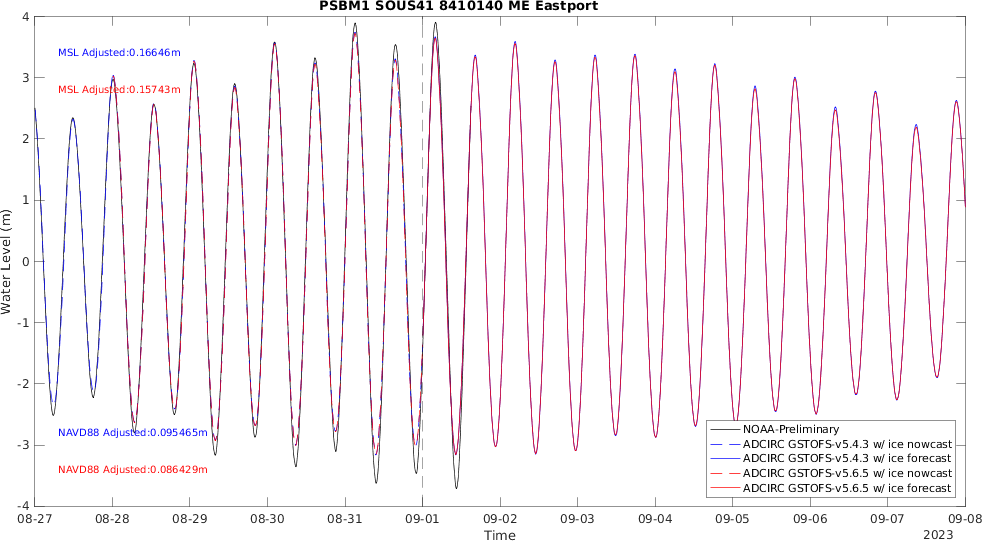 PSBM1 SOUS41 8410140 ME Eastport
4
3
2
1
0
-1
-2
-3
-4
Water Level (m)
MSL Adjusted:0.16646m
MSL Adjusted:0.15743m
NAVD88 Adjusted:0.095465m
NAVD88 Adjusted:0.086429m
NOAA-Preliminary
ADCIRC GSTOFS-v5.4.3 w/ ice nowcast
ADCIRC GSTOFS-v5.4.3 w/ ice forecast
ADCIRC GSTOFS-v5.6.5 w/ ice nowcast
ADCIRC GSTOFS-v5.6.5 w/ ice forecast
08-27 08-28 08-29 08-30 08-31 09-01 09-02 09-03 09-04 09-05 09-06 09-07 09-08
Time
2023